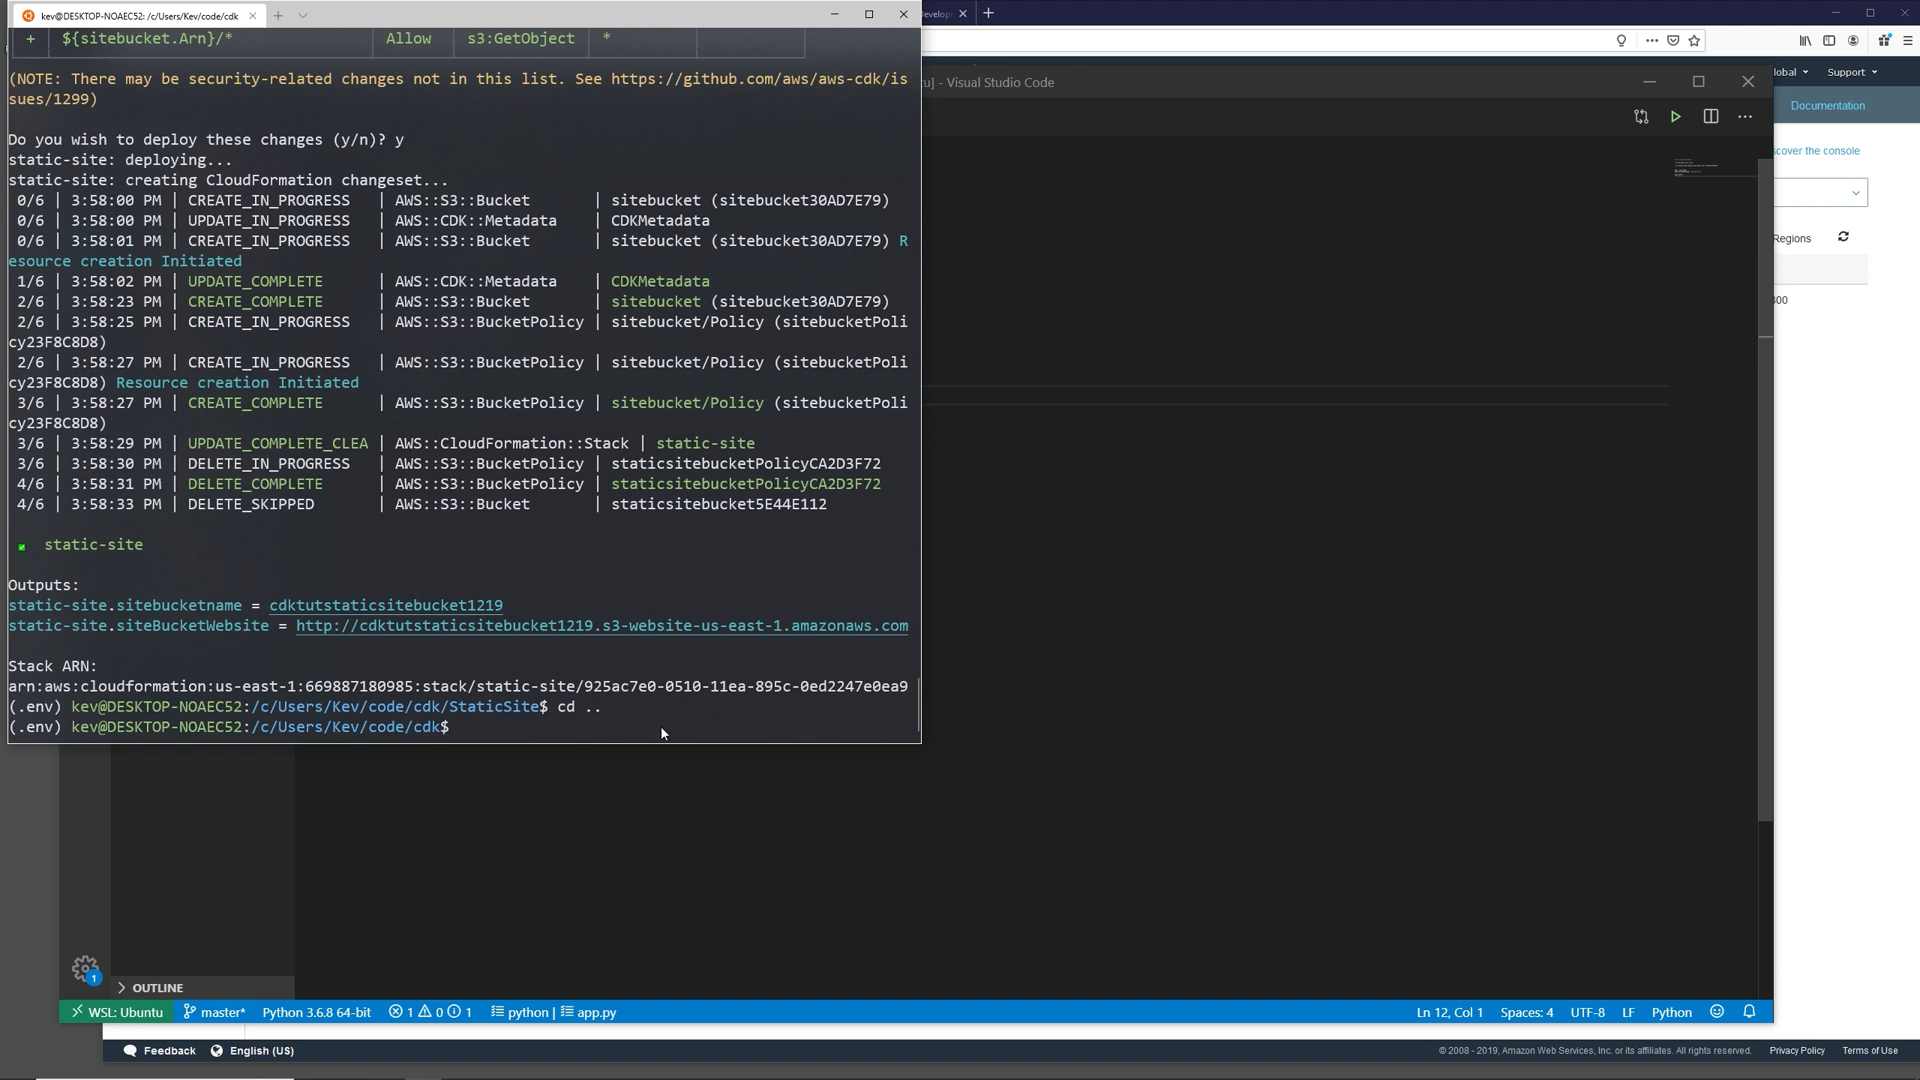 kev@DESKTOP-NOAEC52: /c/Users/Kev/code/cdk
+ ${sitebucket.Arn}/* Allow s3:GetObject *
(NOTE: There may be security-related changes not in this list. See https://github.com/aws/aws-cdk/is
sues/1299)
Do you wish to deploy these changes (y/n)? y
static-site: deploying...
static-site: creating CloudFormation changeset...
0/6 | 3:58:00 PM | CREATE_IN_PROGRESS | AWS::S3::Bucket | sitebucket (sitebucket30AD7E79)
0/6 | 3:58:00 PM | UPDATE_IN_PROGRESS | AWS::CDK::Metadata | CDKMetadata
0/6 | 3:58:01 PM | CREATE_IN_PROGRESS | AWS::S3::Bucket | sitebucket (sitebucket30AD7E79) R
esource creation Initiated
1/6 | 3:58:02 PM | UPDATE_COMPLETE | AWS::CDK::Metadata | CDKMetadata
2/6 | 3:58:23 PM | CREATE_COMPLETE | AWS::S3::Bucket | sitebucket (sitebucket30AD7E79)
2/6 | 3:58:25 PM | CREATE_IN_PROGRESS | AWS::S3::BucketPolicy | sitebucket/Policy (sitebucketPoli
cy23F8C8D8)
2/6 | 3:58:27 PM | CREATE_IN_PROGRESS | AWS::S3::BucketPolicy | sitebucket/Policy (sitebucketPoli
cy23F8C8D8) Resource creation Initiated
3/6 | 3:58:27 PM | CREATE_COMPLETE | AWS::S3::BucketPolicy | sitebucket/Policy (sitebucketPoli
cy23F8C8D8)
3/6 | 3:58:29 PM | UPDATE_COMPLETE_CLEA | AWS::CloudFormation::Stack | static-site
3/6 | 3:58:30 PM | DELETE_IN_PROGRESS | AWS::S3::BucketPolicy | staticsitebucketPolicyCA2D3F72
4/6 | 3:58:31 PM | DELETE_COMPLETE | AWS::S3::BucketPolicy | staticsitebucketPolicyCA2D3F72
4/6 | 3:58:33 PM | DELETE_SKIPPED | AWS::S3::Bucket | staticsitebucket5E44E112
static-site
Outputs:
static-site.sitebucketname = cdktutstaticsitebucket1219
static-site.siteBucketWebsite = http://cdktutstaticsitebucket1219.s3-website-us-east-1.amazonaws.com
Stack ARN:
arn:aws:cloudformation:us-east-1:669887180985:stack/static-site/925ac7e0-0510-11ea-895c-0ed2247e0ea9
(.env) kev@DESKTOP-NOAEC52:/c/Users/Kev/code/cdk/StaticSite$ cd ..
(.env) kev@DESKTOP-NOAEC52:/c/Users/Kev/code/cdk$
tu] - Visual Studio Code
lobal Support
Documentation
scover the console
Regions
OUTLINE
1
WSL: Ubuntu master* Python 3.6.8 64-bit 1 0 1 python | app.py Ln 12, Col 1 Spaces: 4 UTF-8 LF Python
Feedback English (US) © 2008 - 2019, Amazon Web Services, Inc. or its affiliates. All rights reserved. Privacy Policy Terms of Use